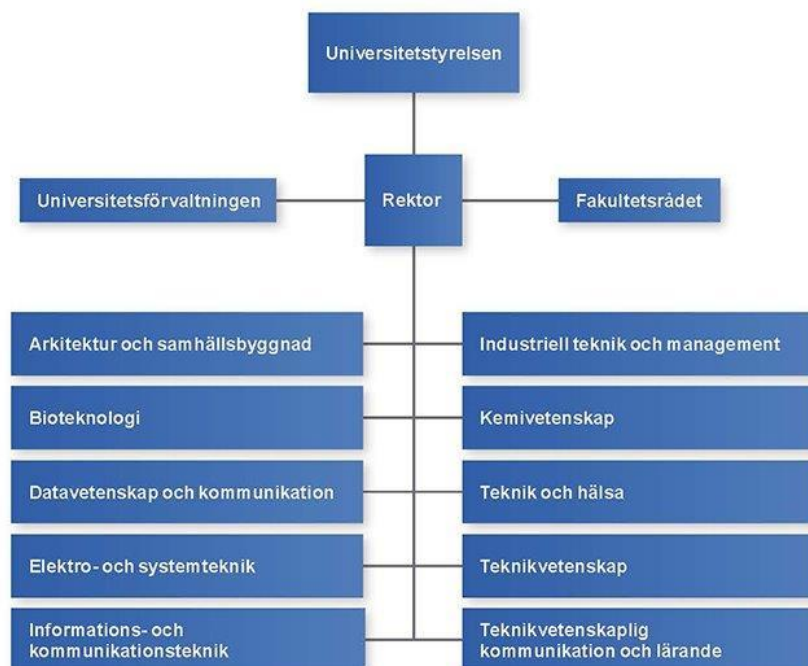 Universitetstyrelsen
Universitetsförvaltningen
Rektor
Fakultetsrådet
Arkitektur och samhällsbyggnad
Industriell teknik och management
Bioteknologi
Kemivetenskap
Datavetenskap och kommunikation
Teknik och hälsa
Elektro- och systemteknik
Teknikvetenskap
Informations- och
kommunikationsteknik
Teknikvetenskaplig
kommunikation och lärande